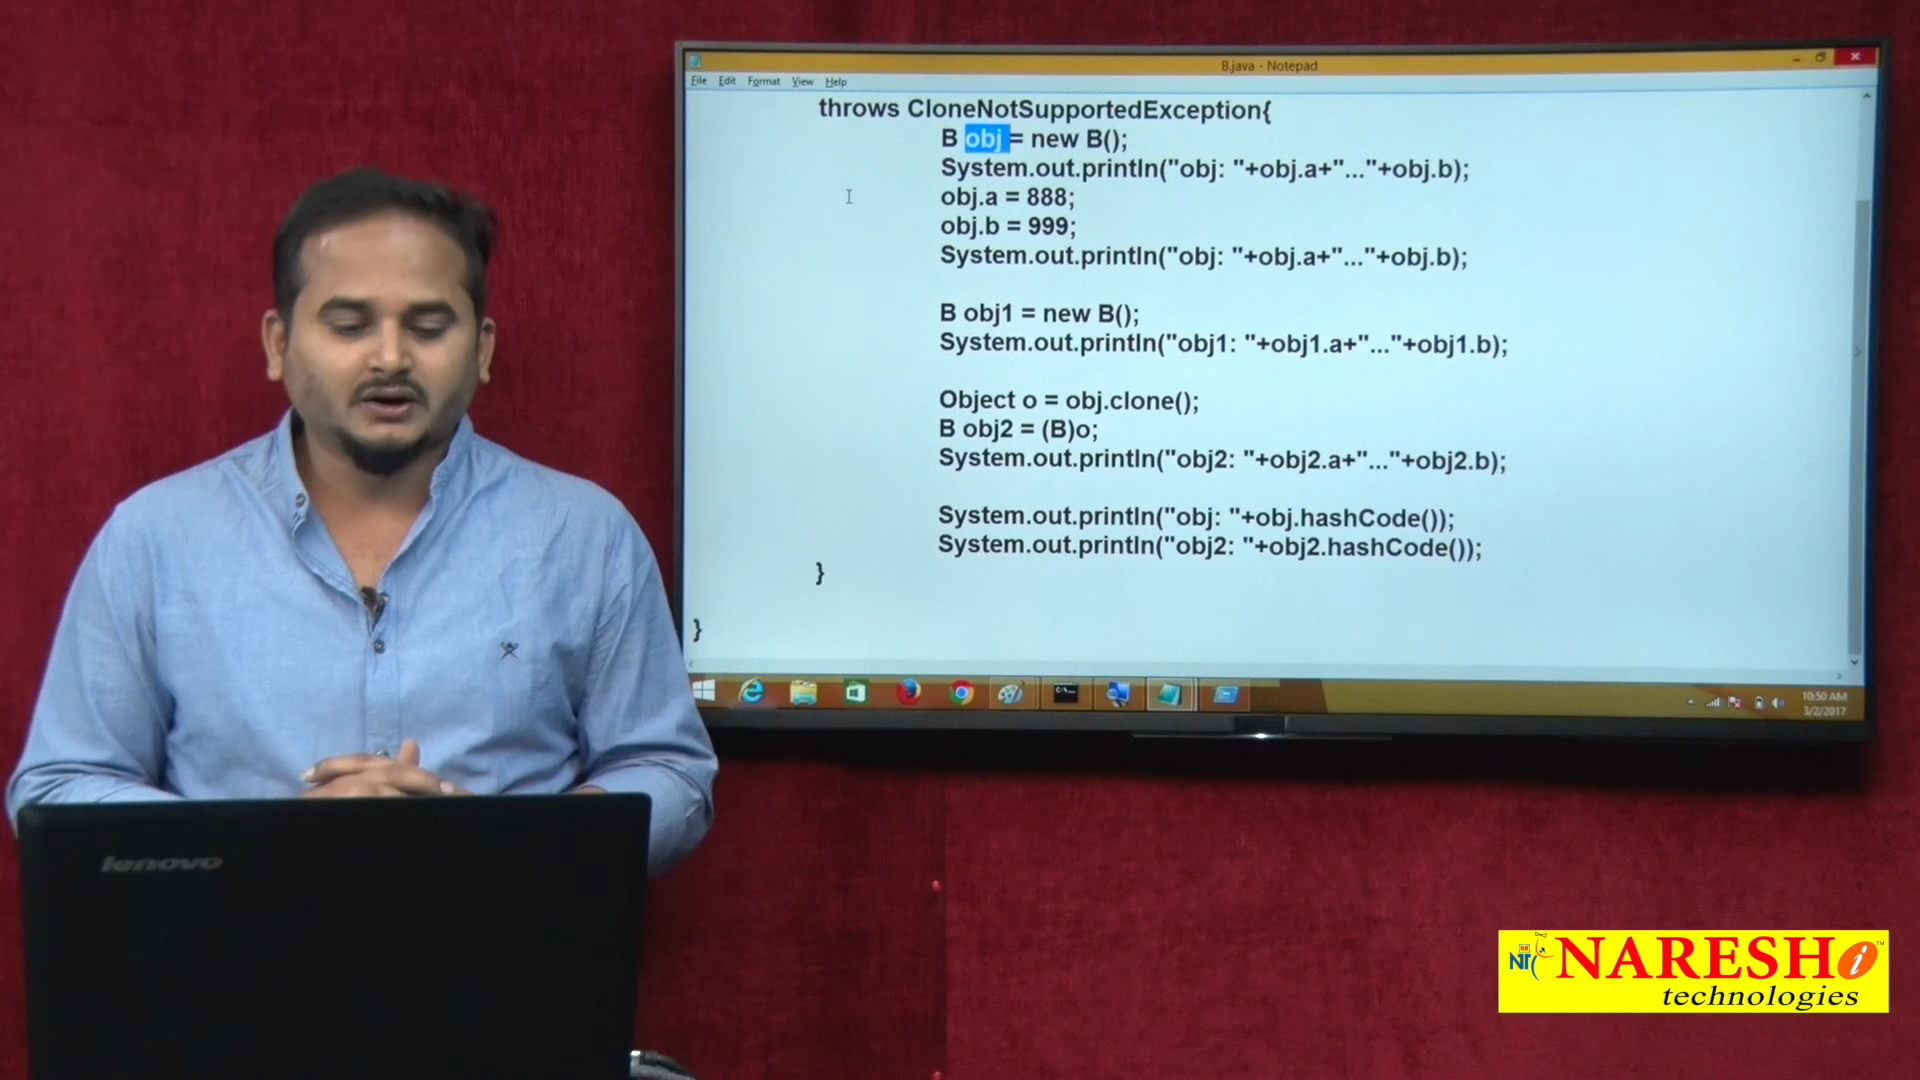 B.java - Notepad
File Edit Format View Help
throws CloneNotSupportedException{
B obj = new B();
System.out.println("obj: "+obj.a+"..."+obj.b);
obj.a = 888;
obj.b = 999;
System.out.println("obj: "+obj.a+"..."+obj.b);
B obj1 = new B();
System.out.println("obj1: "+obj1.a+"..."+obj1.b);
Object o = obj.clone();
B obj2 = (B)o;
System.out.println("obj2: "+obj2.a+"..."+obj2.b);
System.out.println("obj: "+obj.hashCode());
System.out.println("obj2: "+obj2.hashCode());
}
}
10:50 AM
3/2/2017
lenovo
NT NARESH i ™
technologies